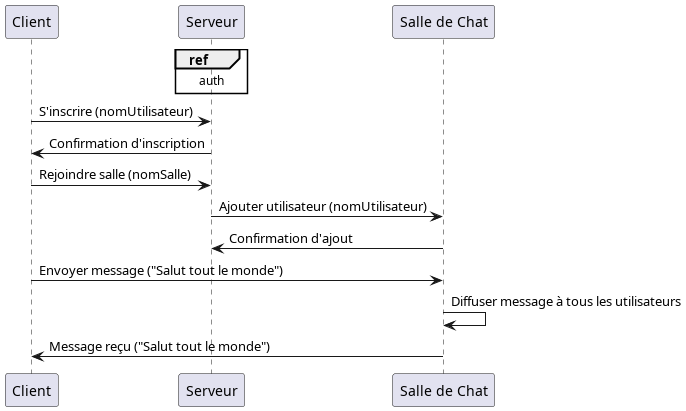 Client Serveur Salle de Chat
ref
auth
S'inscrire (nomUtilisateur)
Confirmation d'inscription
Rejoindre salle (nomSalle)
Ajouter utilisateur (nomUtilisateur)
Confirmation d'ajout
Envoyer message ("Salut tout le monde")
Diffuser message à tous les utilisateurs
Message reçu ("Salut tout le monde")
Client Serveur Salle de Chat